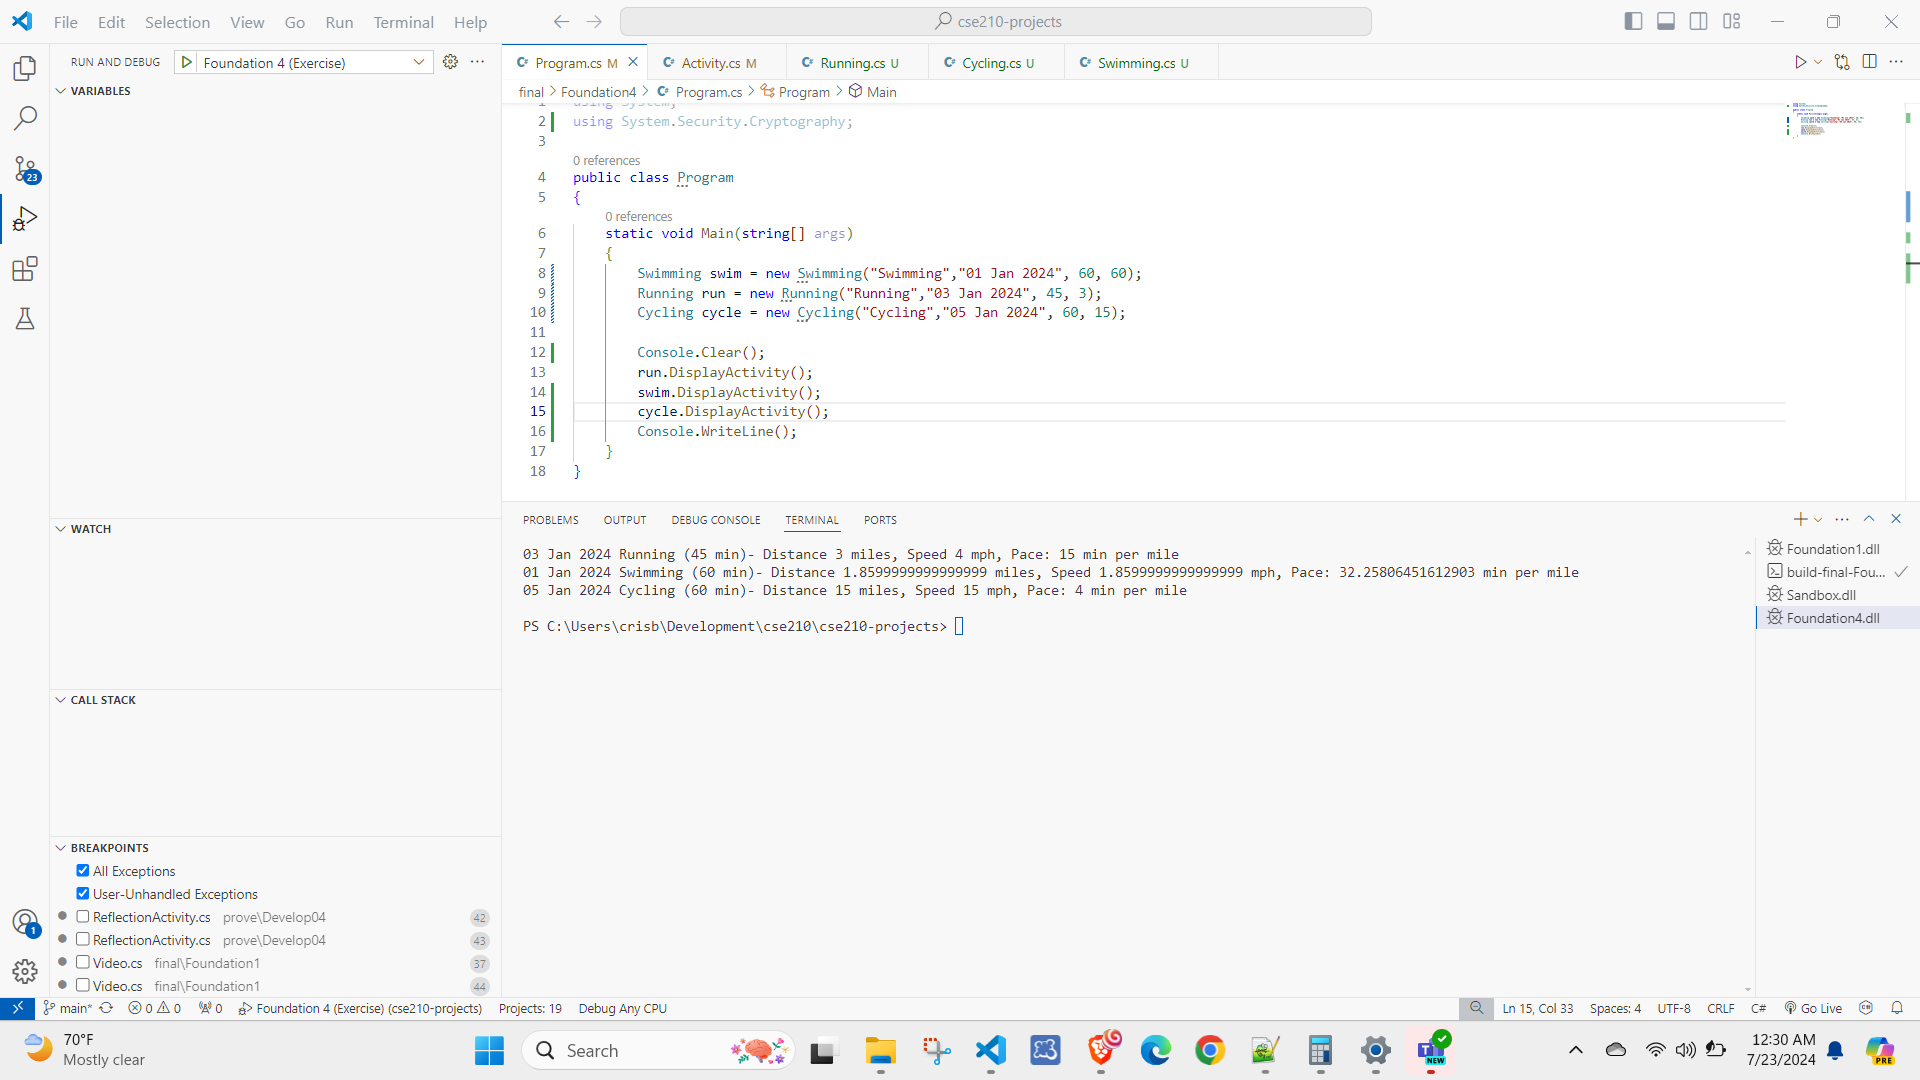 File Edit Selection View Go Run Terminal Help
cse210-projects
RUN AND DEBUG Foundation 4 (Exercise)
VARIABLES
WATCH
CALL STACK
BREAKPOINTS
All Exceptions
User-Unhandled Exceptions
ReflectionActivity.cs prove\Develop04 42
ReflectionActivity.cs prove\Develop04 43
Video.cs final\Foundation1 37
Video.cs final\Foundation1 44
23
1
Program.cs M Activity.cs M Running.cs U Cycling.cs U Swimming.cs U
final > Foundation4 > Program.cs > Program > Main
1 using System;
2 using System.Security.Cryptography;
3
0 references
4 public class Program
5 {
0 references
6 static void Main(string[] args)
7 {
8 Swimming swim = new Swimming("Swimming","01 Jan 2024", 60, 60);
9 Running run = new Running("Running","03 Jan 2024", 45, 3);
10 Cycling cycle = new Cycling("Cycling","05 Jan 2024", 60, 15);
11
12 Console.Clear();
13 run.DisplayActivity();
14 swim.DisplayActivity();
15 cycle.DisplayActivity();
16 Console.WriteLine();
17 }
18 }
PROBLEMS OUTPUT DEBUG CONSOLE TERMINAL PORTS
03 Jan 2024 Running (45 min)- Distance 3 miles, Speed 4 mph, Pace: 15 min per mile
01 Jan 2024 Swimming (60 min)- Distance 1.8599999999999999 miles, Speed 1.8599999999999999 mph, Pace: 32.25806451612903 min per mile
05 Jan 2024 Cycling (60 min)- Distance 15 miles, Speed 15 mph, Pace: 4 min per mile
PS C:\Users\crisb\Development\cse210\cse210-projects>
Foundation1.dll
build-final-Fou...
Sandbox.dll
Foundation4.dll
main* 0 0 0 Foundation 4 (Exercise) (cse210-projects) Projects: 19 Debug Any CPU Ln 15, Col 33 Spaces: 4 UTF-8 CRLF C# Go Live
70°F
Mostly clear
Search
NEW
12:30 AM
7/23/2024
PRE